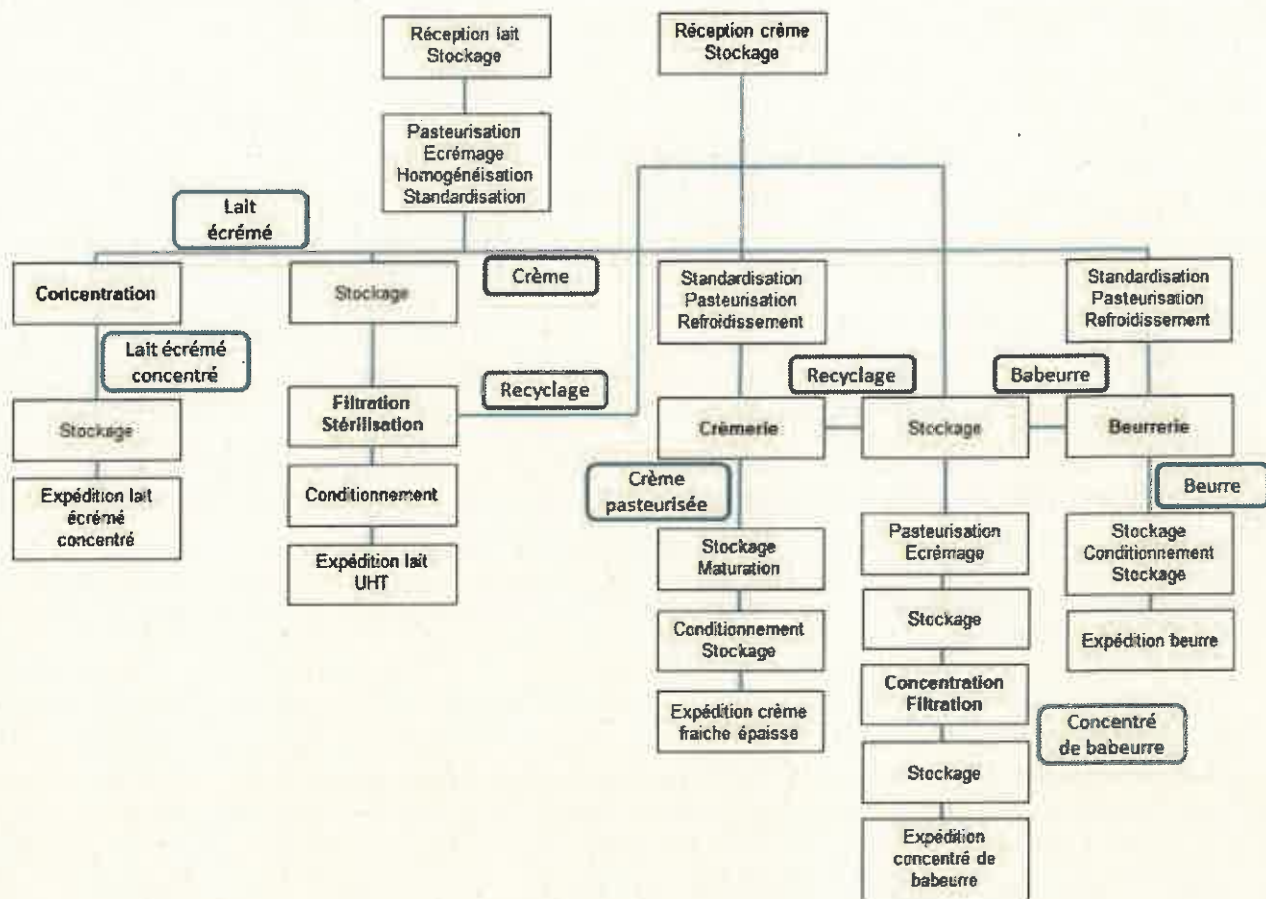 Réception lait
Stockage
Réception crème
Stockage
Pasteurisation
Ecrémage
Homogénéisation
Standardisation
Lait
écrémé
Crème
Concentration
Stockage
Standardisation
Pasteurisation
Refroidissement
Standardisation
Pasteurisation
Refroidissement
Lait écrémé
concentré
Recyclage
Recyclage
Babeurre
Stockage
Filtration
Stérilisation
Crèmerie
Stockage
Beurrerie
Crème
pasteurisée
Beurre
Expédition lait
écrémé
concentré
Conditionnement
Expédition lait
UHT
Stockage
Maturation
Pasteurisation
Ecrémage
Stockage
Conditionnement
Stockage
Conditionnement
Stockage
Stockage
Expédition beurre
Concentration
Filtration
Expédition crème
fraiche épaisse
Concentré
de babeurre
Stockage
Expédition
concentré de
babeurre